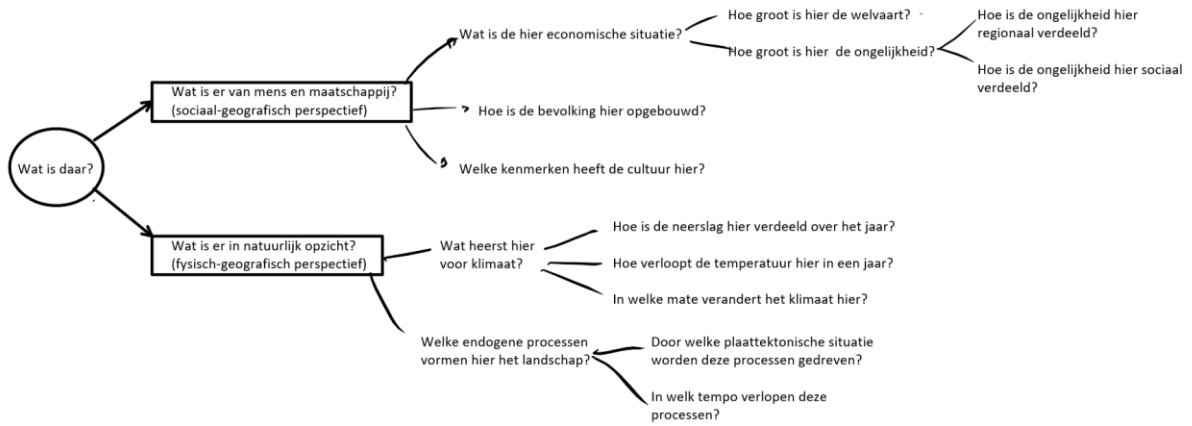 Wat is daar?
Wat is er van mens en maatschappij?
(sociaal-geografisch perspectief)
Wat is de hier economische situatie?
Hoe groot is hier de welvaart?
Hoe groot is hier de ongelijkheid?
Hoe is de ongelijkheid hier
regionaal verdeeld?
Hoe is de ongelijkheid hier sociaal
verdeeld?
Hoe is de bevolking hier opgebouwd?
Welke kenmerken heeft de cultuur hier?
Wat is er in natuurlijk opzicht?
(fysisch-geografisch perspectief)
Wat heerst hier
voor klimaat?
Hoe is de neerslag hier verdeeld over het jaar?
Hoe verloopt de temperatuur hier in een jaar?
In welke mate verandert het klimaat hier?
Welke endogene processen
vormen hier het landschap?
Door welke plaattektonische situatie
worden deze processen gedreven?
In welk tempo verlopen deze
processen?